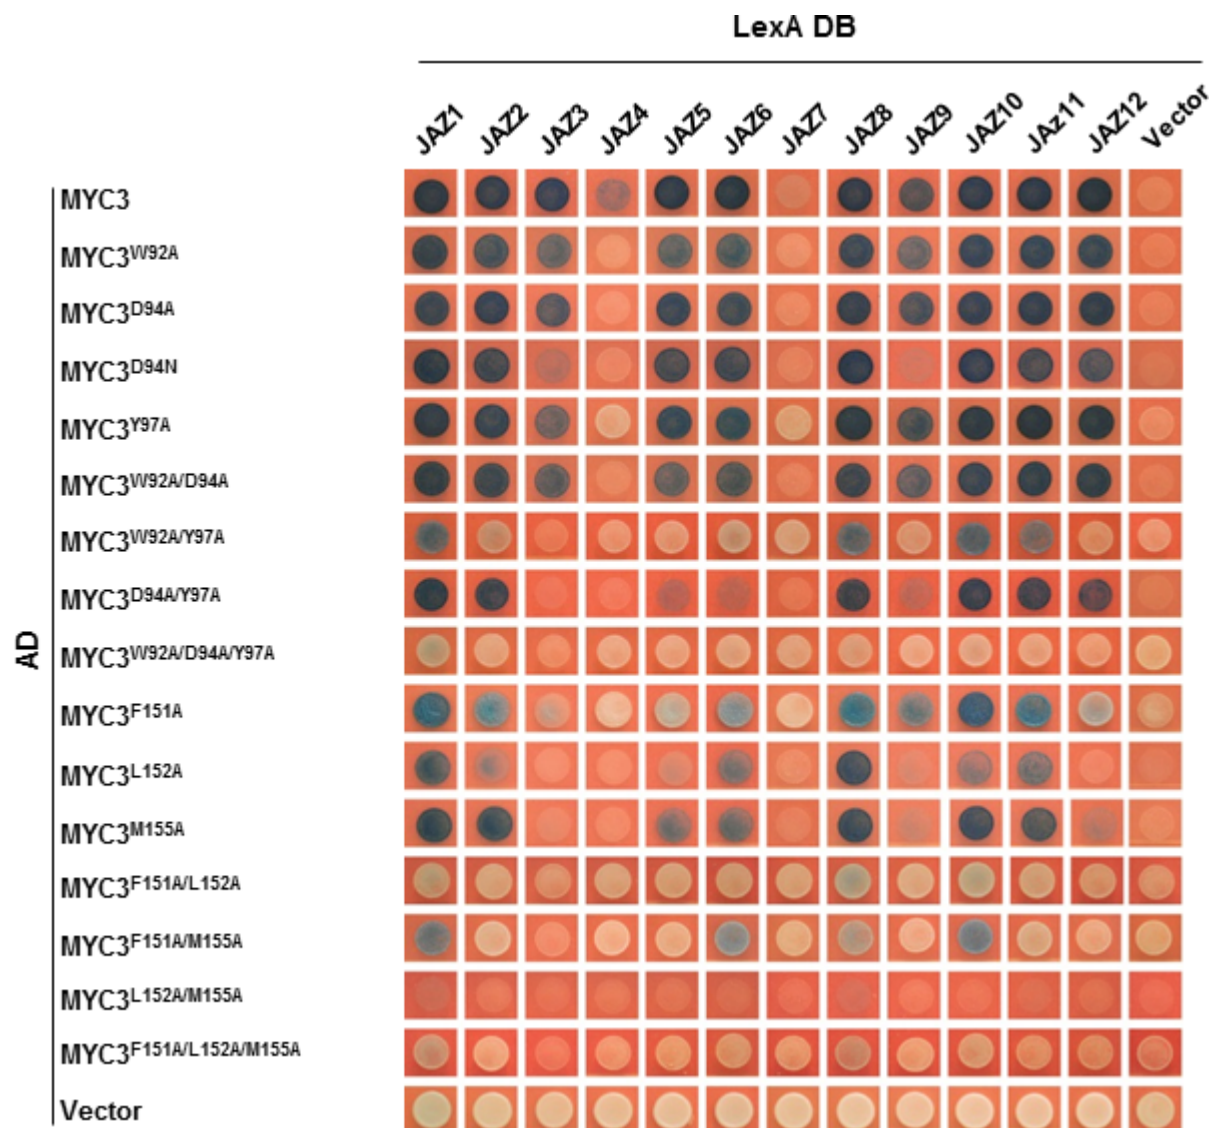 LexA DB
JAZ1 JAZ2 JAZ3 JAZ4 JAZ5 JAZ6 JAZ7 JAZ8 JAZ9 JAZ10 JAz11 JAZ12 Vector
AD
MYC3
MYC3W92A
MYC3D94A
MYC3D94N
MYC3Y97A
MYC3W92A/D94A
MYC3W92A/Y97A
MYC3D94A/Y97A
MYC3W92A/D94A/Y97A
MYC3F151A
MYC3L152A
MYC3M155A
MYC3F151A/L152A
MYC3F151A/M155A
MYC3L152A/M155A
MYC3F151A/L152A/M155A
Vector